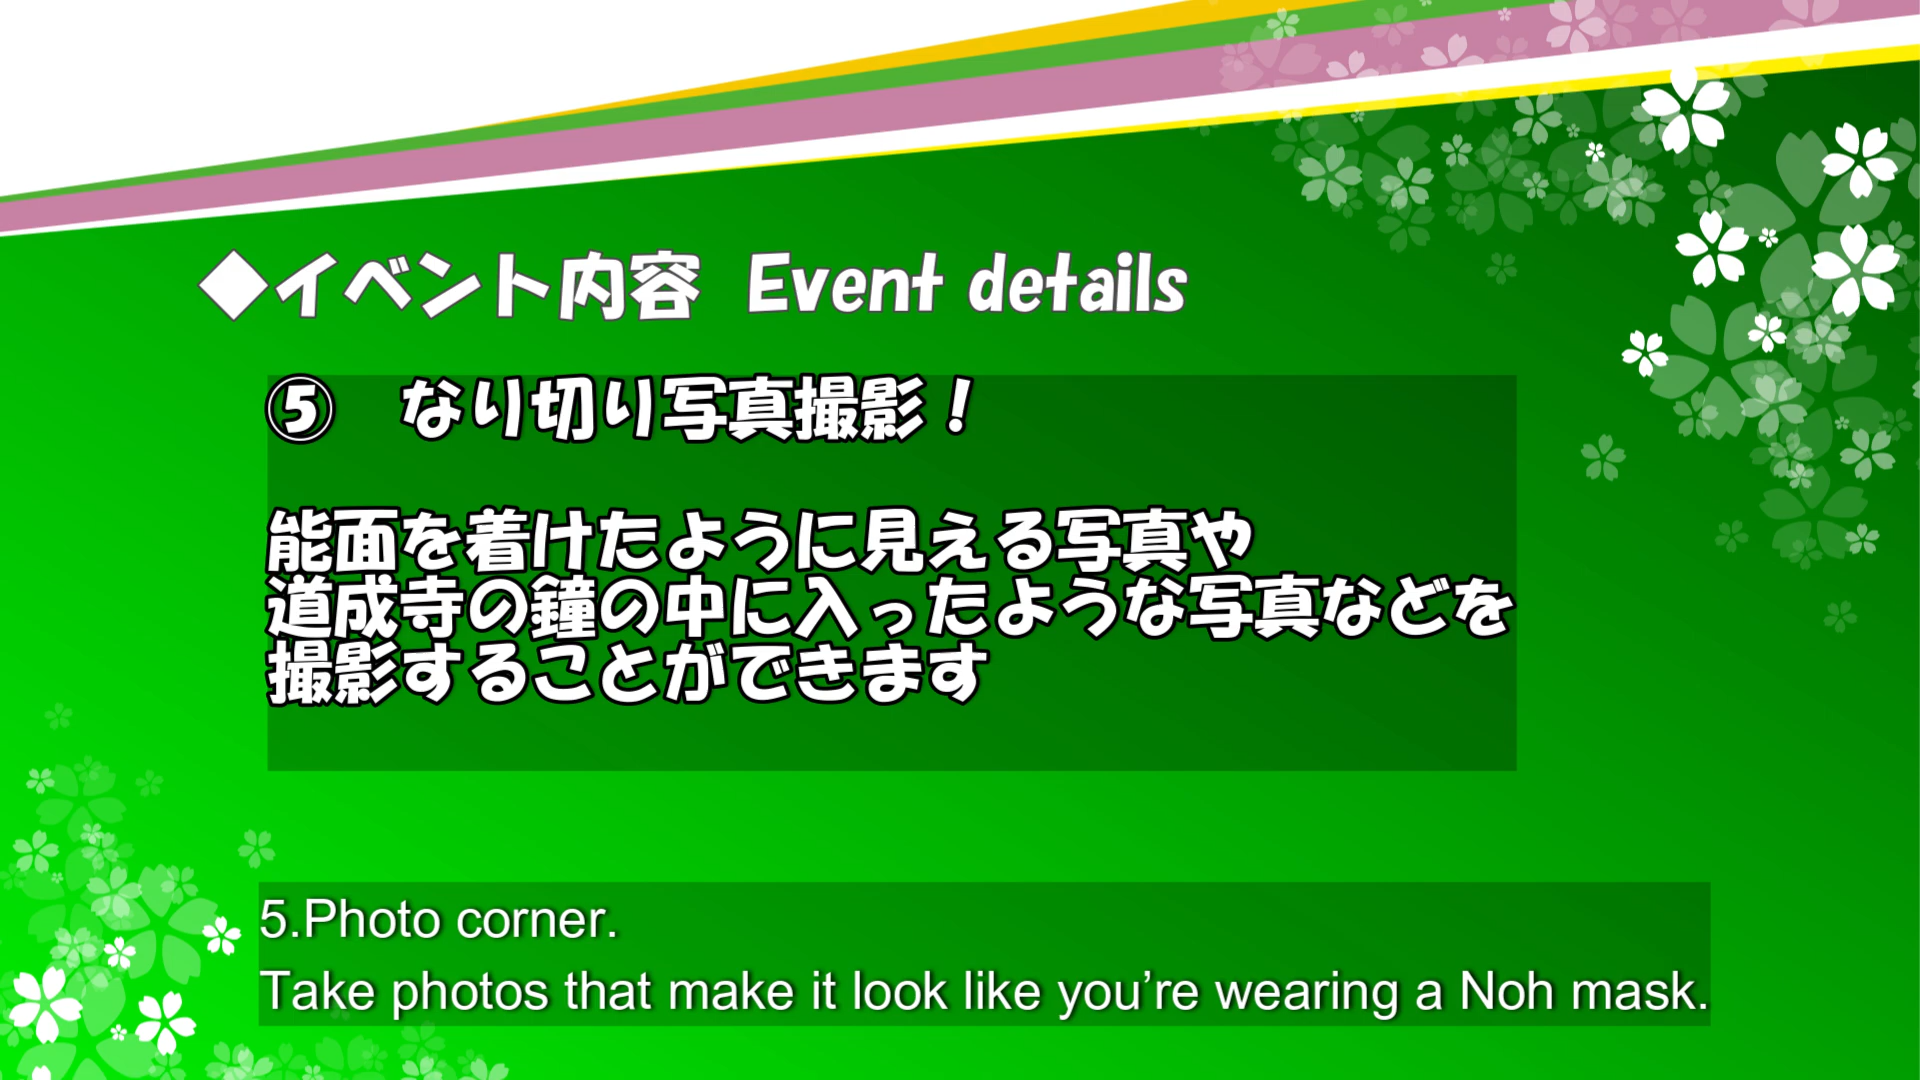 ◆イベント内容 Event details
⑤ なり切り写真撮影！
能面を着けたように見える写真や
道成寺の鐘の中に入ったような写真などを
撮影することができます
5.Photo corner.
Take photos that make it look like you’re wearing a Noh mask.